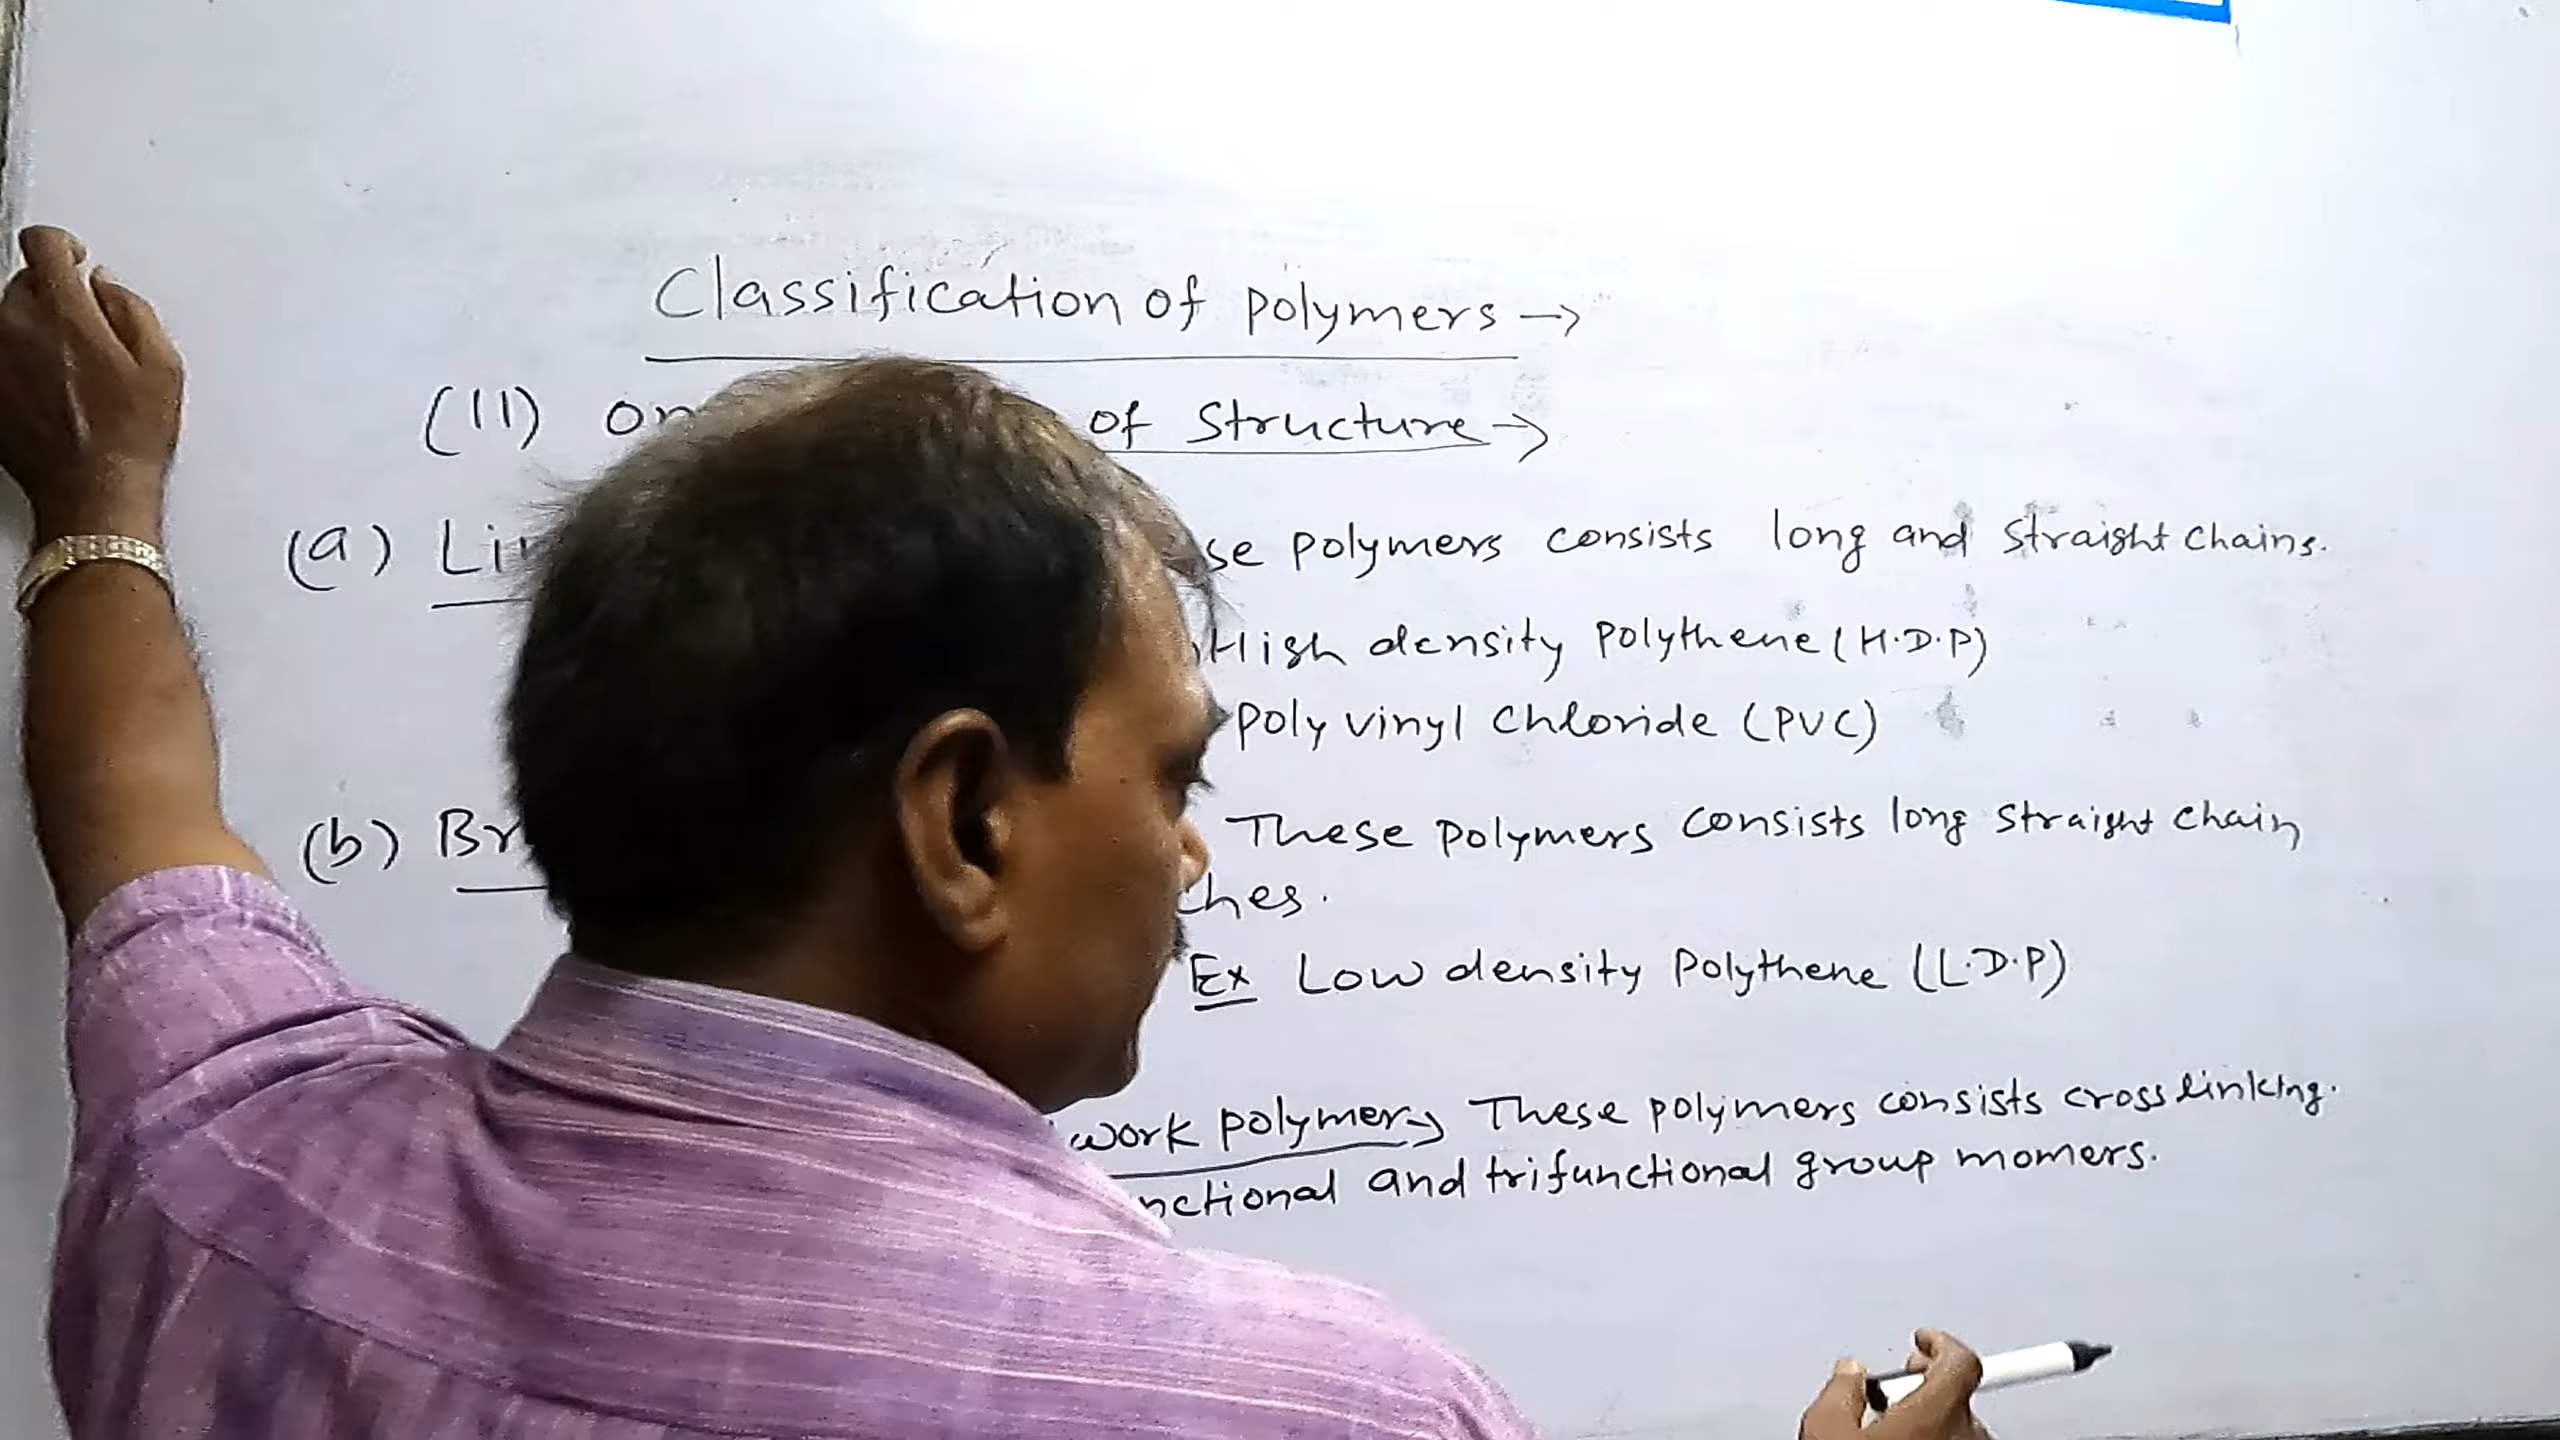 Classification of polymers →
(II) on of Structure →
(a) Lin se polymers consists long and straight chains.
High density polythene (H.D.P)
Poly vinyl chloride (PVC)
(b) Br These polymers consists long straight chain
ches.
Ex Low density polythene (L.D.P)
work polymer → These polymers consists cross linking.
nctional and trifunctional group momers.